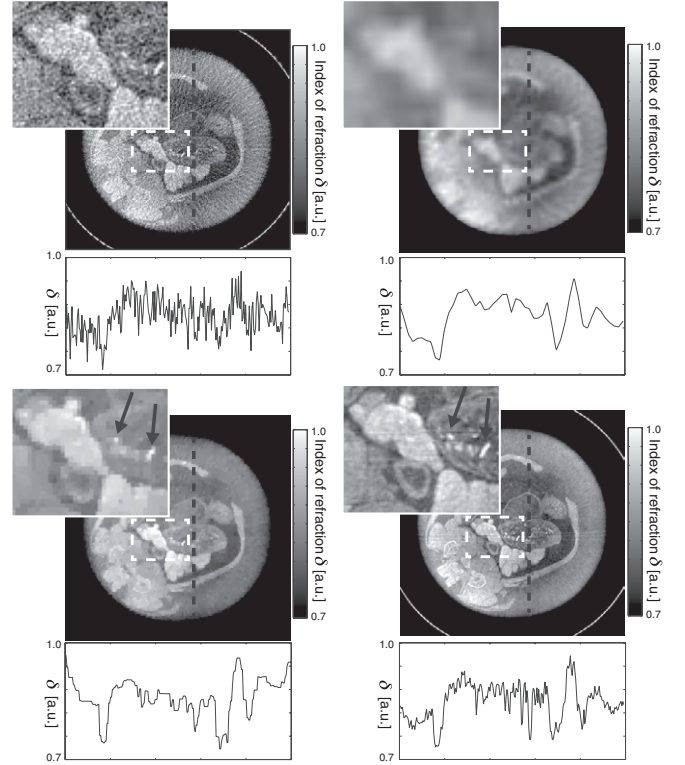 1.0
Index of refraction δ [a.u.]
0.7
1.0
Index of refraction δ [a.u.]
0.7
1.0
δ [a.u.]
0.7
1.0
δ [a.u.]
0.7
1.0
Index of refraction δ [a.u.]
0.7
1.0
Index of refraction δ [a.u.]
0.7
1.0
δ [a.u.]
0.7
1.0
δ [a.u.]
0.7